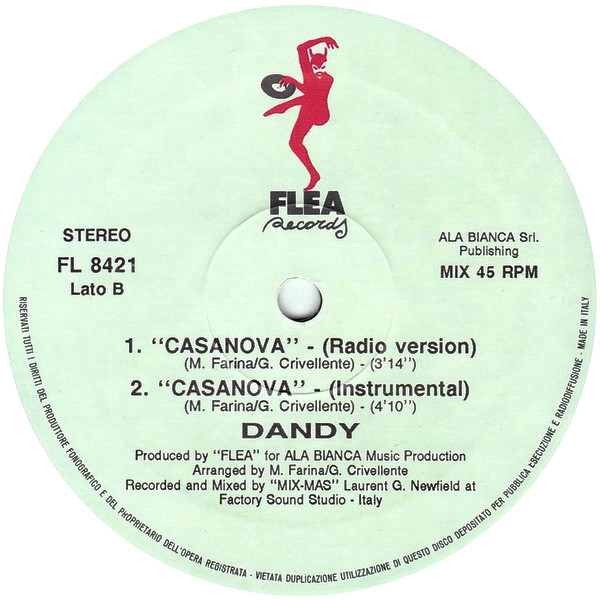 FLEA
Records
STEREO
FL 8421
Lato B
ALA BIANCA Srl.
Publishing
MIX 45 RPM
1. “CASANOVA” - (Radio version)
(M. Farina/G. Crivellente) - (3’14’’)
2. “CASANOVA” - (Instrumental)
(M. Farina/G. Crivellente) - (4’10’’)
DANDY
Produced by “FLEA” for ALA BIANCA Music Production
Arranged by M. Farina/G. Crivellente
Recorded and Mixed by “MIX-MAS” Laurent G. Newfield at
Factory Sound Studio - Italy
RISERVATI TUTTI I DIRITTI DEL PRODUTTORE FONOGRAFICO E DEL PROPRIETARIO DELL'OPERA REGISTRATA - VIETATA DUPLICAZIONE UTILIZZAZIONE DI QUESTO DISCO DEPOSITATO PER PUBBLICA ESECUZIONE E RADIODIFFUSIONE - MADE IN ITALY